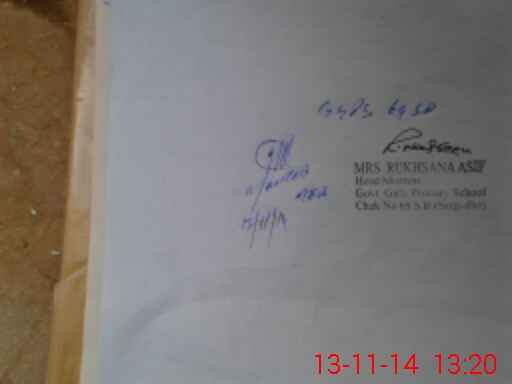 GGPS 69 SB
MRS RUKHSANA ASIF
Head Mistress
Govt. Girls Primary School
Chak No 69 S.B (Sargodha)
13/11/14
13-11-14 13:20